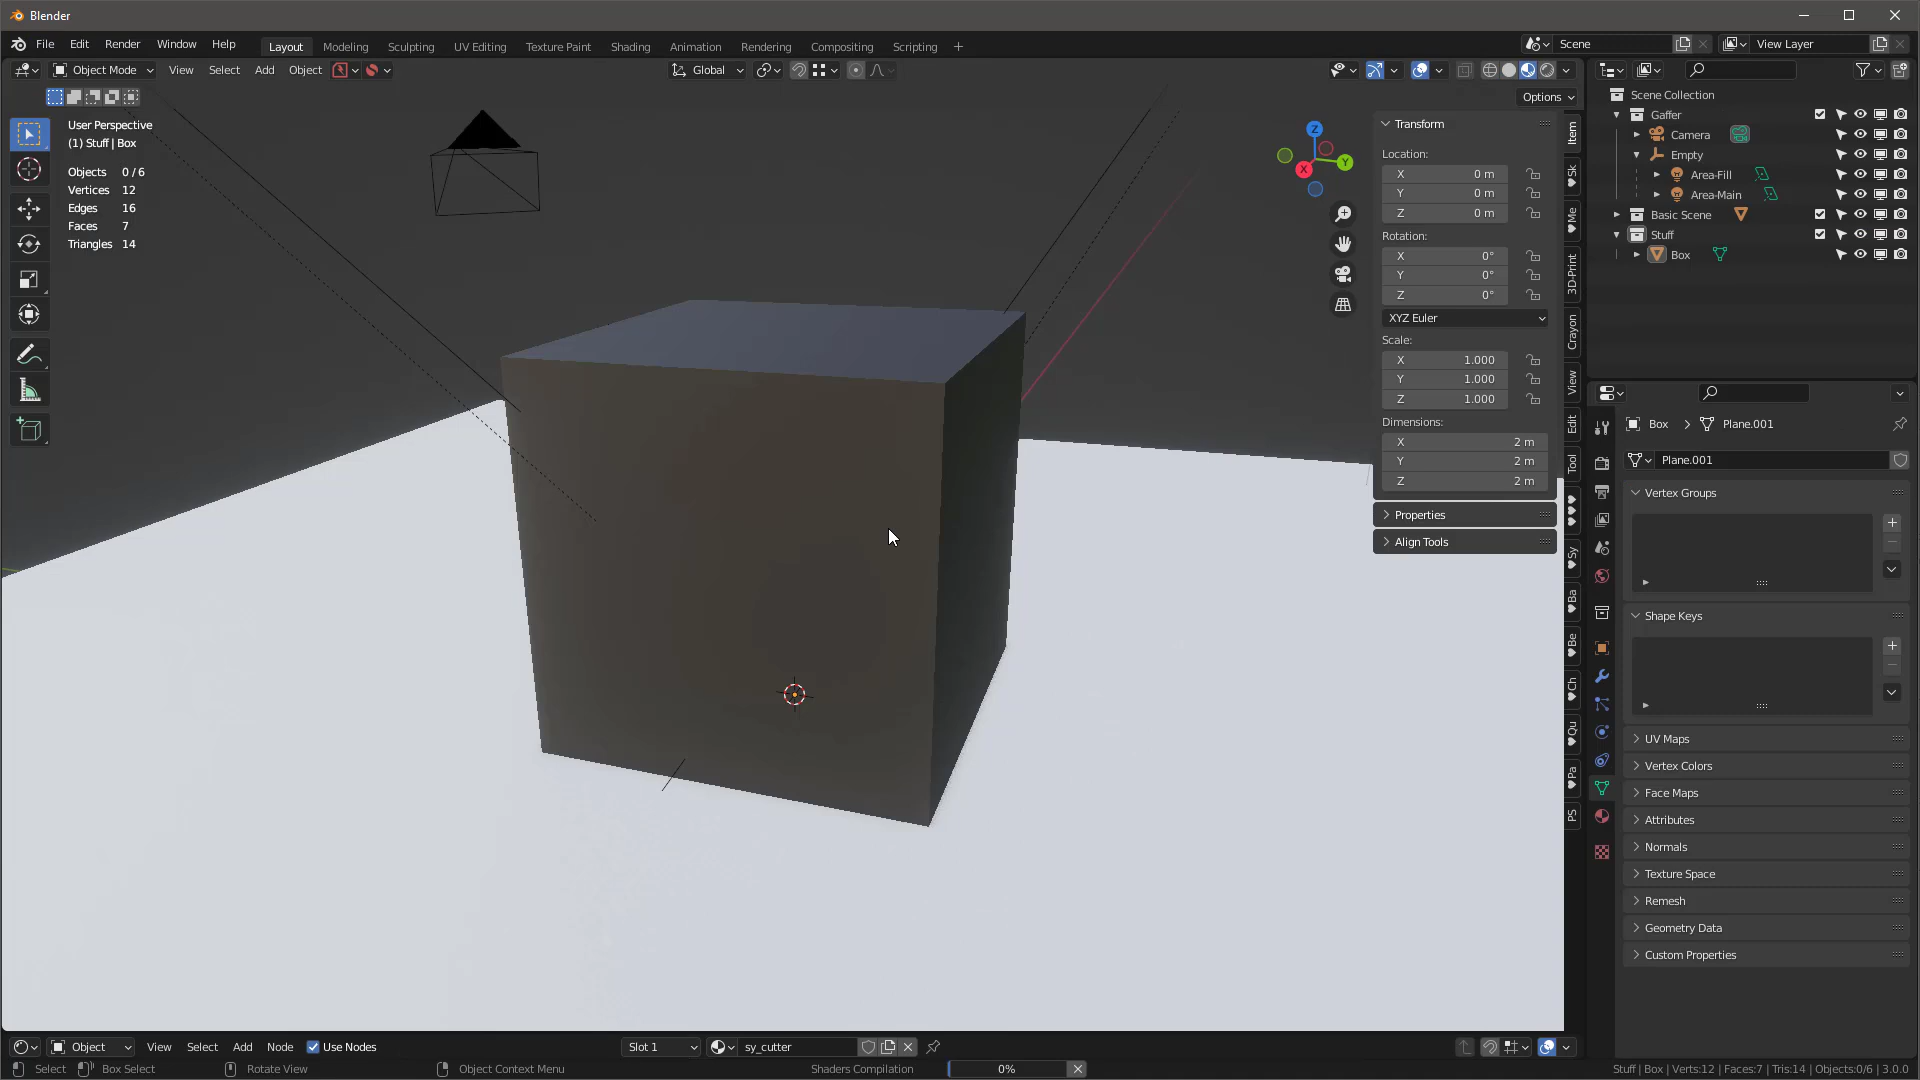 Blender
File Edit Render Window Help Layout Modeling Sculpting UV Editing Texture Paint Shading Animation Rendering Compositing Scripting + Scene View Layer
Object Mode View Select Add Object Global
Options
User Perspective
(1) Stuff | Box
Objects 0 / 6
Vertices 12
Edges 16
Faces 7
Triangles 14
Z
Y
X
Transform
Location:
X 0 m
Y 0 m
Z 0 m
Rotation:
X 0°
Y 0°
Z 0°
XYZ Euler
Scale:
X 1.000
Y 1.000
Z 1.000
Dimensions:
X 2 m
Y 2 m
Z 2 m
Properties
Align Tools
Item
Sk
Me
3D-Print
Crayon
View
Edit
Tool
Sy
Ba
Be
Ch
Qu
Pa
PS
Scene Collection
Gaffer
Camera
Empty
Area-Fill
Area-Main
Basic Scene
Stuff
Box
Box > Plane.001
Plane.001
Vertex Groups
Shape Keys
UV Maps
Vertex Colors
Face Maps
Attributes
Normals
Texture Space
Remesh
Geometry Data
Custom Properties
Object View Select Add Node Use Nodes Slot 1 sy_cutter
Select Box Select Rotate View Object Context Menu Shaders Compilation 0% Stuff | Box | Verts:12 | Faces:7 | Tris:14 | Objects:0/6 | 3.0.0